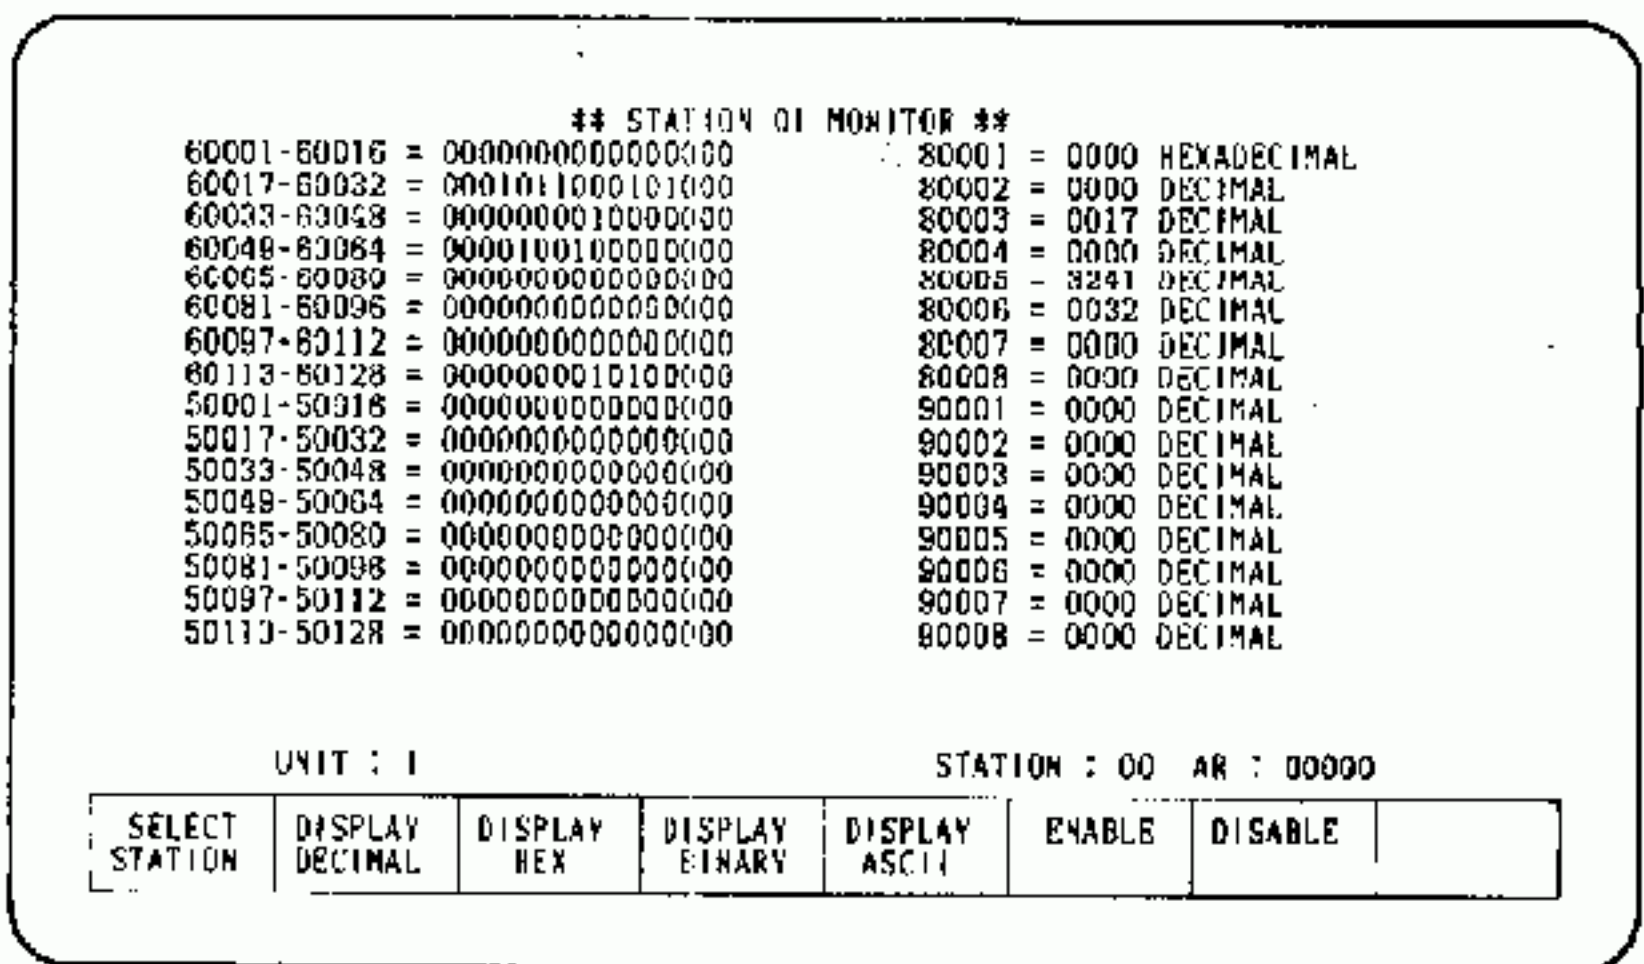 ** STATION 01 MONITOR **
60001-60016 = 0000000000000000 80001 = 0000 HEXADECIMAL
60017-60032 = 0001011000101000 80002 = 0000 DECIMAL
60033-60048 = 0000000010000000 80003 = 0017 DECIMAL
60049-60064 = 0000100100000000 80004 = 0000 DECIMAL
60065-60080 = 0000000000000000 80005 = 3241 DECIMAL
60081-60096 = 0000000000000000 80006 = 0032 DECIMAL
60097-60112 = 0000000000000000 80007 = 0000 DECIMAL
60113-60128 = 0000000010100000 80008 = 0000 DECIMAL
50001-50016 = 0000000000000000 90001 = 0000 DECIMAL
50017-50032 = 0000000000000000 90002 = 0000 DECIMAL
50033-50048 = 0000000000000000 90003 = 0000 DECIMAL
50049-50064 = 0000000000000000 90004 = 0000 DECIMAL
50065-50080 = 0000000000000000 90005 = 0000 DECIMAL
50081-50096 = 0000000000000000 90006 = 0000 DECIMAL
50097-50112 = 0000000000000000 90007 = 0000 DECIMAL
50113-50128 = 0000000000000000 90008 = 0000 DECIMAL
UNIT : 1 STATION : 00 AR : 00000
SELECT STATION
DISPLAY DECIMAL
DISPLAY HEX
DISPLAY BINARY
DISPLAY ASCII
ENABLE
DISABLE